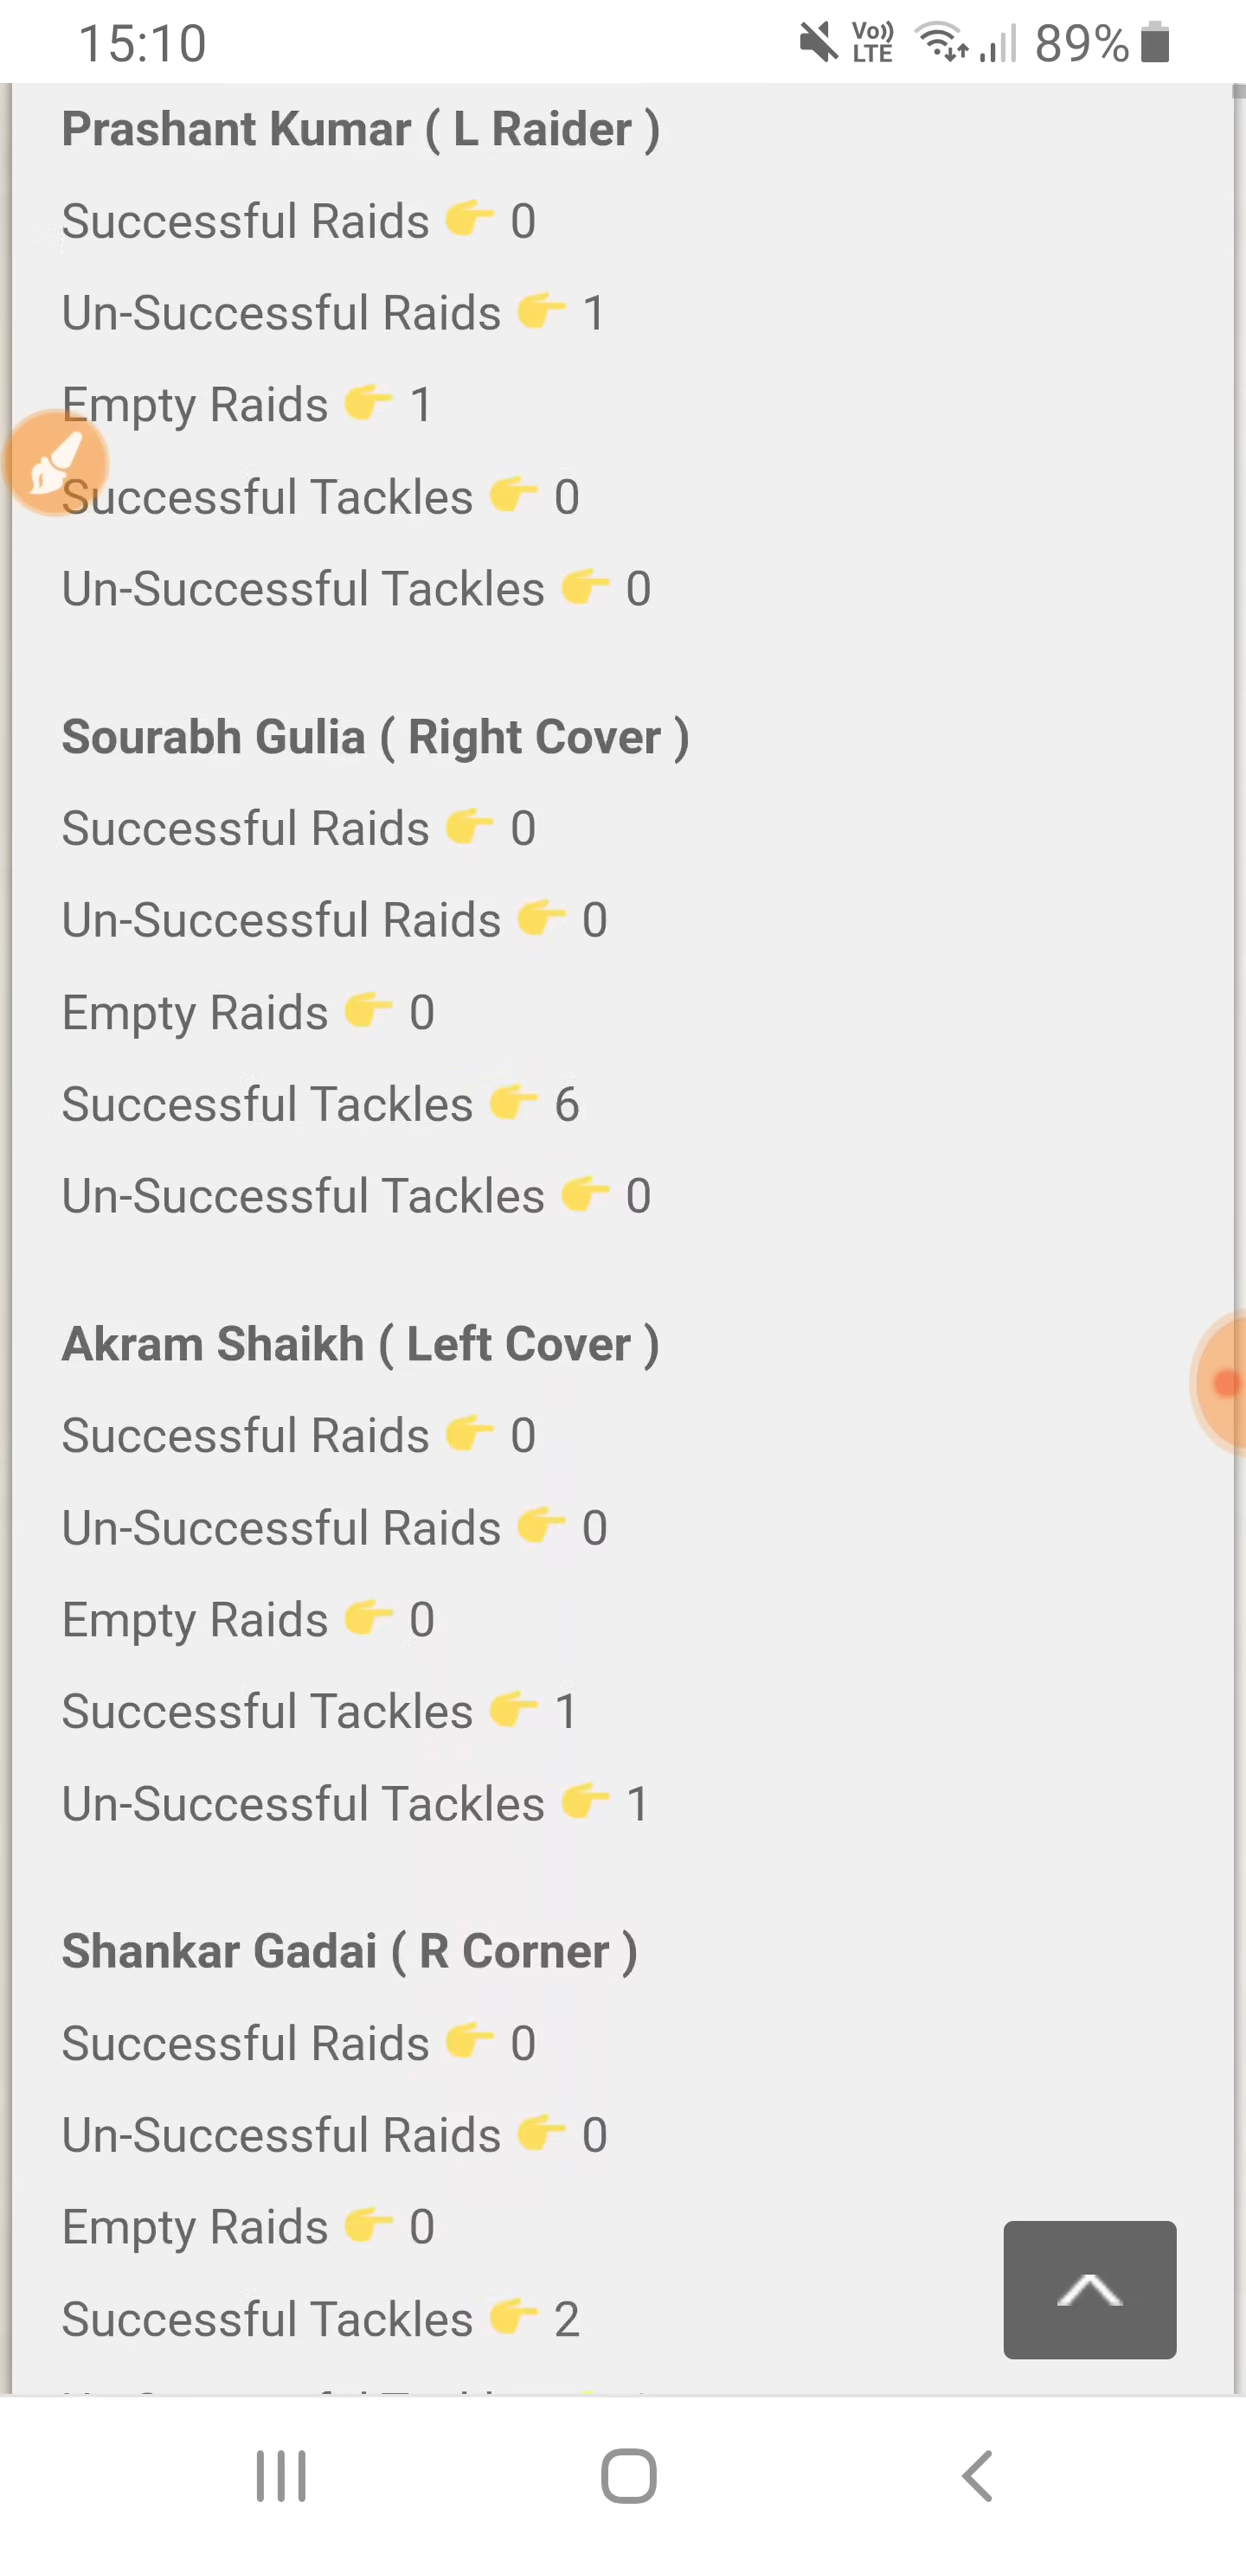 15:10 Vo)) LTE 89%
Prashant Kumar ( L Raider )
Successful Raids 👉 0
Un-Successful Raids 👉 1
Empty Raids 👉 1
Successful Tackles 👉 0
Un-Successful Tackles 👉 0
Sourabh Gulia ( Right Cover )
Successful Raids 👉 0
Un-Successful Raids 👉 0
Empty Raids 👉 0
Successful Tackles 👉 6
Un-Successful Tackles 👉 0
Akram Shaikh ( Left Cover )
Successful Raids 👉 0
Un-Successful Raids 👉 0
Empty Raids 👉 0
Successful Tackles 👉 1
Un-Successful Tackles 👉 1
Shankar Gadai ( R Corner )
Successful Raids 👉 0
Un-Successful Raids 👉 0
Empty Raids 👉 0
Successful Tackles 👉 2